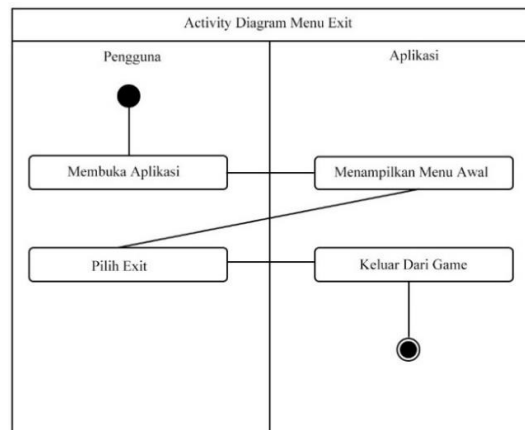 Activity Diagram Menu Exit
Pengguna
Aplikasi
Membuka Aplikasi
Menampilkan Menu Awal
Pilih Exit
Keluar Dari Game